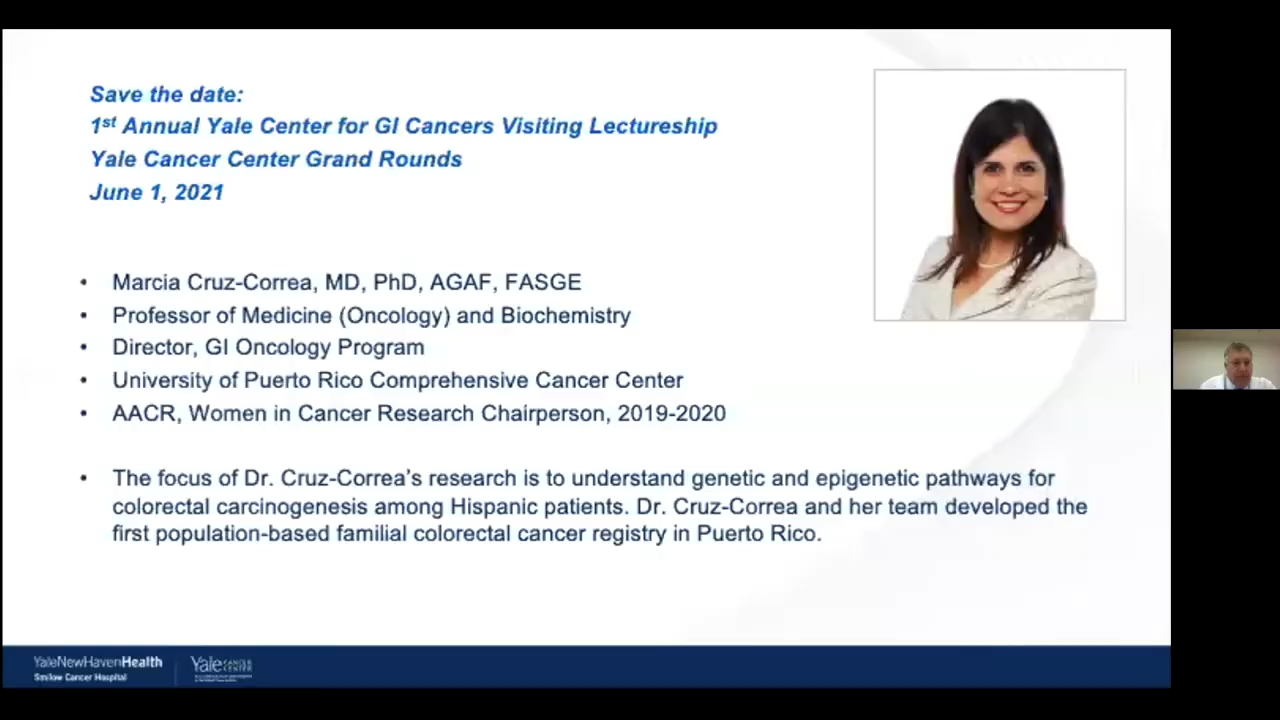 Save the date:
1st Annual Yale Center for GI Cancers Visiting Lectureship
Yale Cancer Center Grand Rounds
June 1, 2021
• Marcia Cruz-Correa, MD, PhD, AGAF, FASGE
• Professor of Medicine (Oncology) and Biochemistry
• Director, GI Oncology Program
• University of Puerto Rico Comprehensive Cancer Center
• AACR, Women in Cancer Research Chairperson, 2019-2020
• The focus of Dr. Cruz-Correa's research is to understand genetic and epigenetic pathways for
colorectal carcinogenesis among Hispanic patients. Dr. Cruz-Correa and her team developed the
first population-based familial colorectal cancer registry in Puerto Rico.
YaleNewHavenHealth
Smilow Cancer Hospital
Yale CANCER CENTER